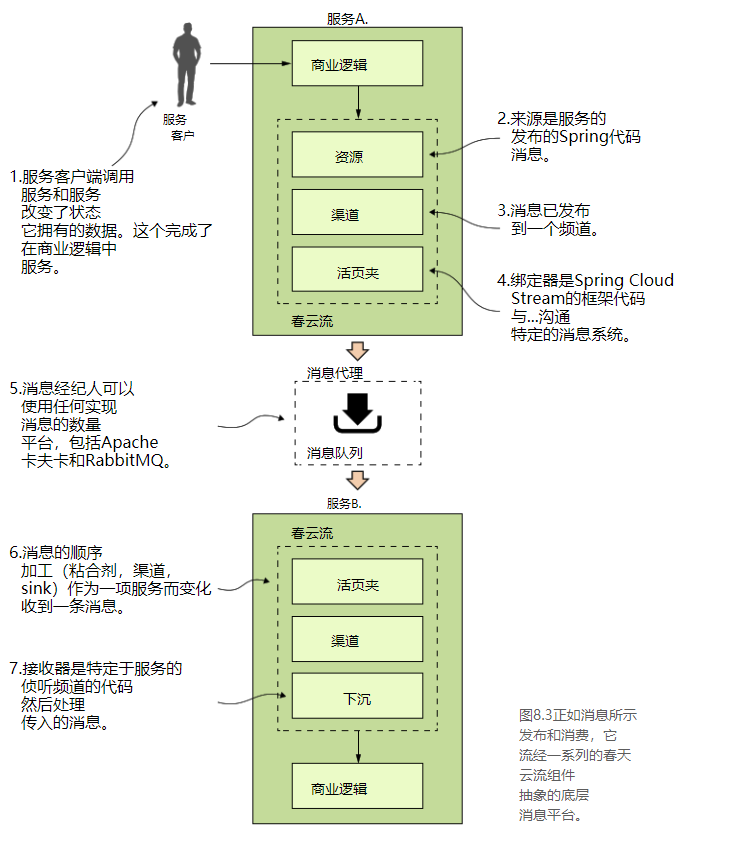 服务A.
商业逻辑
服务
客户
1.服务客户端调用
服务和服务
改变了状态
它拥有的数据。这个完成了
在商业逻辑中
服务。
资源
2.来源是服务的
发布的Spring代码
消息。
渠道
3.消息已发布
到一个频道。
活页夹
4.绑定器是Spring Cloud
Stream的框架代码
与...沟通
特定的消息系统。
春云流
消息代理
5.消息经纪人可以
使用任何实现
消息的数量
平台，包括Apache
卡夫卡和RabbitMQ。
消息队列
服务B.
春云流
6.消息的顺序
加工（粘合剂，渠道，
sink）作为一项服务而变化
收到一条消息。
活页夹
渠道
7.接收器是特定于服务的
侦听频道的代码
然后处理
传入的消息。
下沉
商业逻辑
图8.3正如消息所示
发布和消费，它
流经一系列的春天
云流组件
抽象的底层
消息平台。